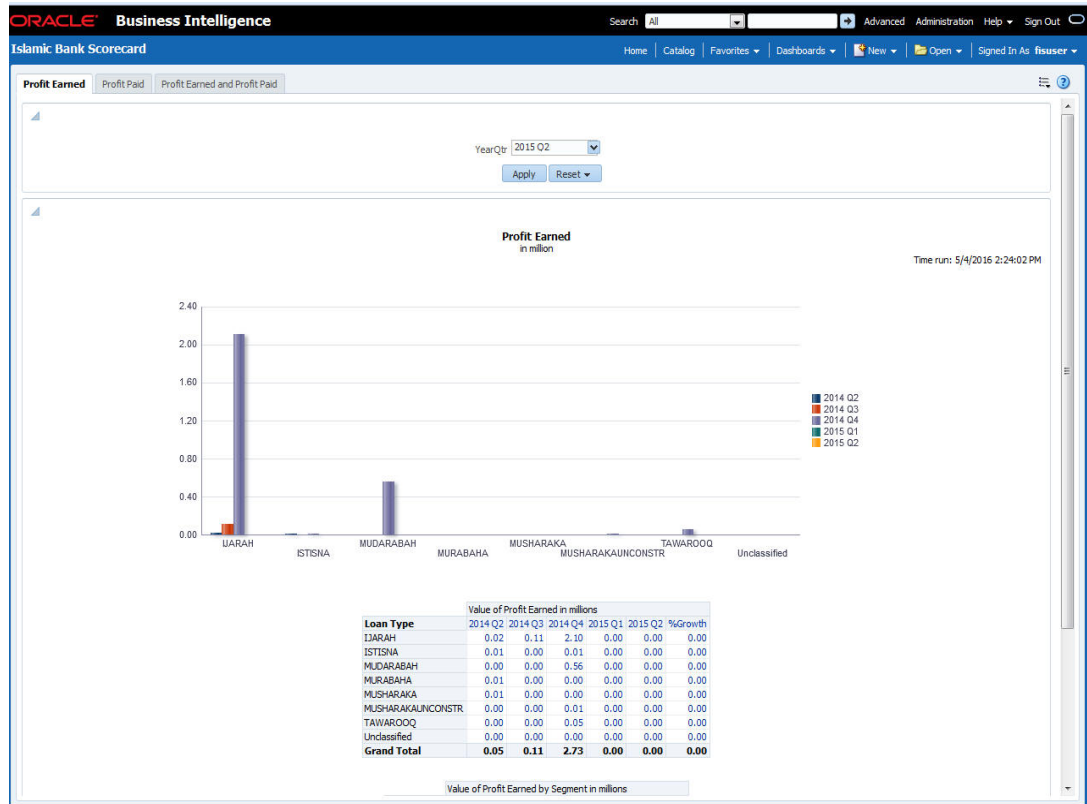 ORACLE Business Intelligence Search All Advanced Administration Help Sign Out
Islamic Bank Scorecard Home Catalog Favorites Dashboards New Open Signed In As fisuser
Profit Earned Profit Paid Profit Earned and Profit Paid
YearQtr 2015 Q2
Apply Reset
Profit Earned
in million
Time run: 5/4/2016 2:24:02 PM
2.40
2.00
1.60
1.20
0.80
0.40
0.00
2014 Q2
2014 Q3
2014 Q4
2015 Q1
2015 Q2
IJARAH MUDARABAH MUSHARAKA TAWAROOQ
ISTISNA MURABAHA MUSHARAKAUNCONSTR Unclassified
Value of Profit Earned in millions
Loan Type 2014 Q2 2014 Q3 2014 Q4 2015 Q1 2015 Q2 %Growth
IJARAH 0.02 0.11 2.10 0.00 0.00 0.00
ISTISNA 0.01 0.00 0.01 0.00 0.00 0.00
MUDARABAH 0.00 0.00 0.56 0.00 0.00 0.00
MURABAHA 0.01 0.00 0.00 0.00 0.00 0.00
MUSHARAKA 0.01 0.00 0.00 0.00 0.00 0.00
MUSHARAKAUNCONSTR 0.00 0.00 0.01 0.00 0.00 0.00
TAWAROOQ 0.00 0.00 0.05 0.00 0.00 0.00
Unclassified 0.00 0.00 0.00 0.00 0.00 0.00
Grand Total 0.05 0.11 2.73 0.00 0.00 0.00
Value of Profit Earned by Segment in millions